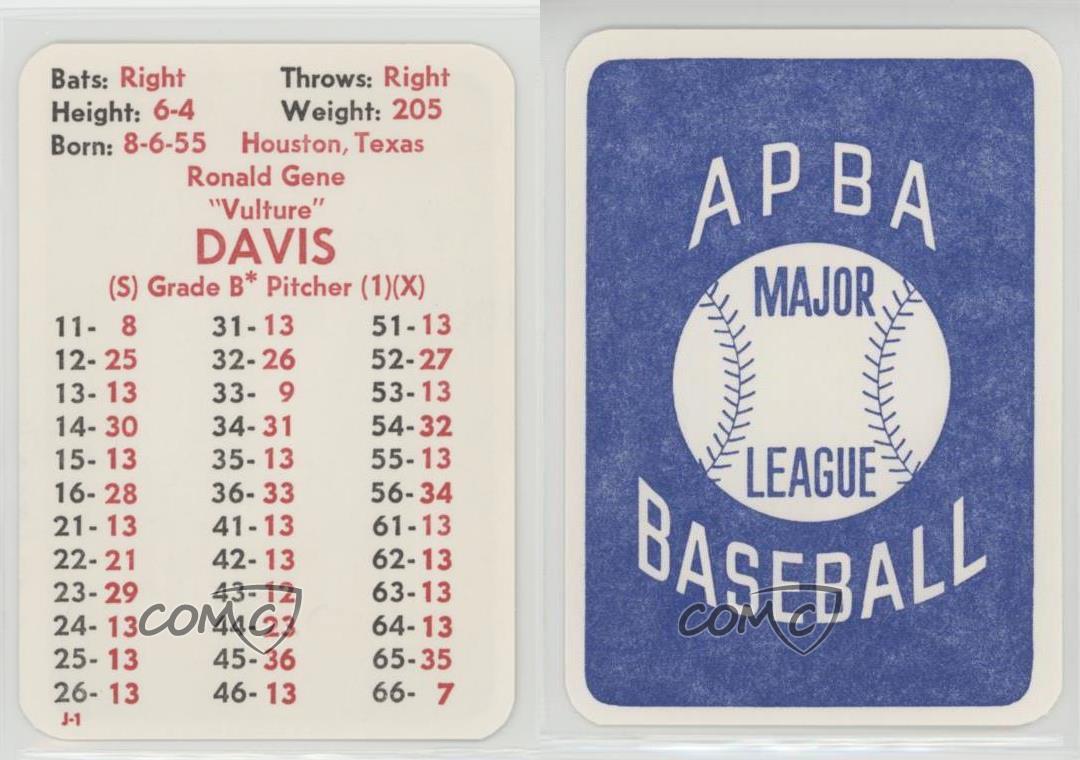 Bats: Right Throws: Right
Height: 6-4 Weight: 205
Born: 8-6-55 Houston, Texas
Ronald Gene
"Vulture"
DAVIS
(S) Grade B* Pitcher (1)(X)
11- 8 31-13 51-13
12-25 32-26 52-27
13-13 33- 9 53-13
14-30 34-31 54-32
15-13 35-13 55-13
16-28 36-33 56-34
21-13 41-13 61-13
22-21 42-13 62-13
23-29 43-12 63-13
24-13 44-23 64-13
25-13 45-36 65-35
26-13 46-13 66- 7
J-1
COMC
APBA
MAJOR
LEAGUE
BASEBALL
COMC